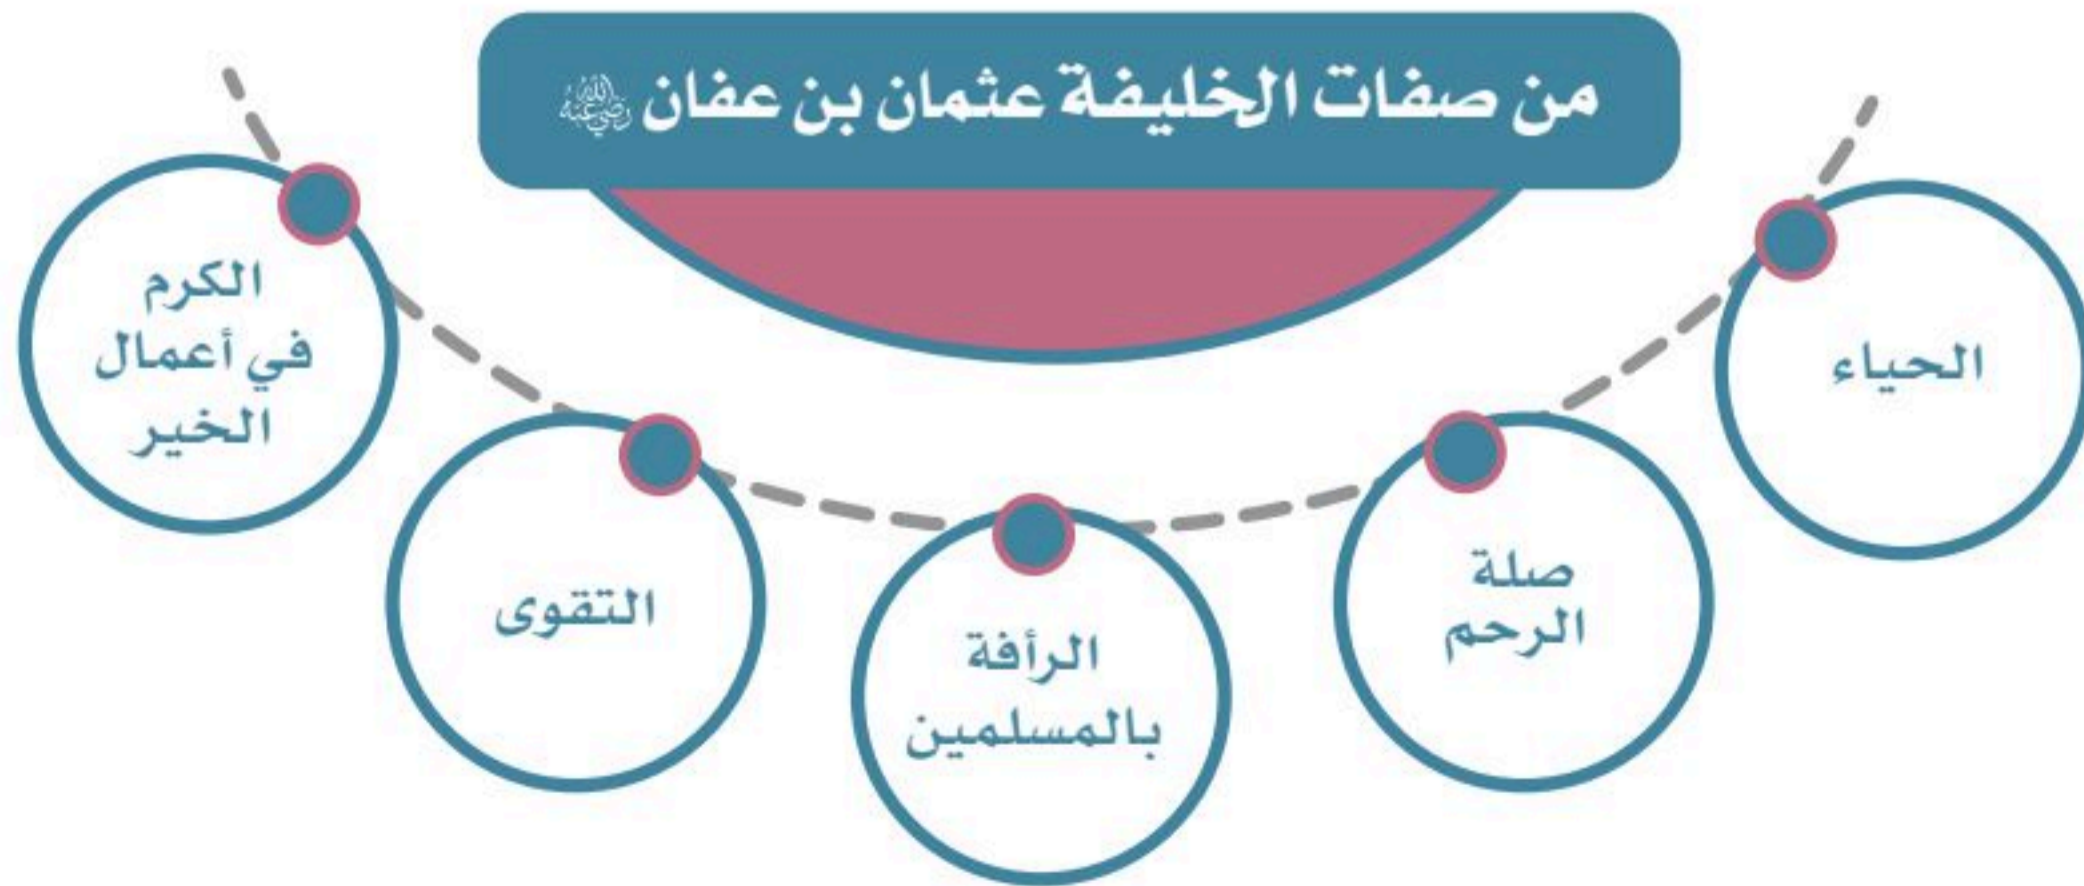 من صفات الخليفة عثمان بن عفان رضي الله عنه
الحياء
صلة
الرحم
الرأفة
بالمسلمين
التقوى
الكرم
في أعمال
الخير